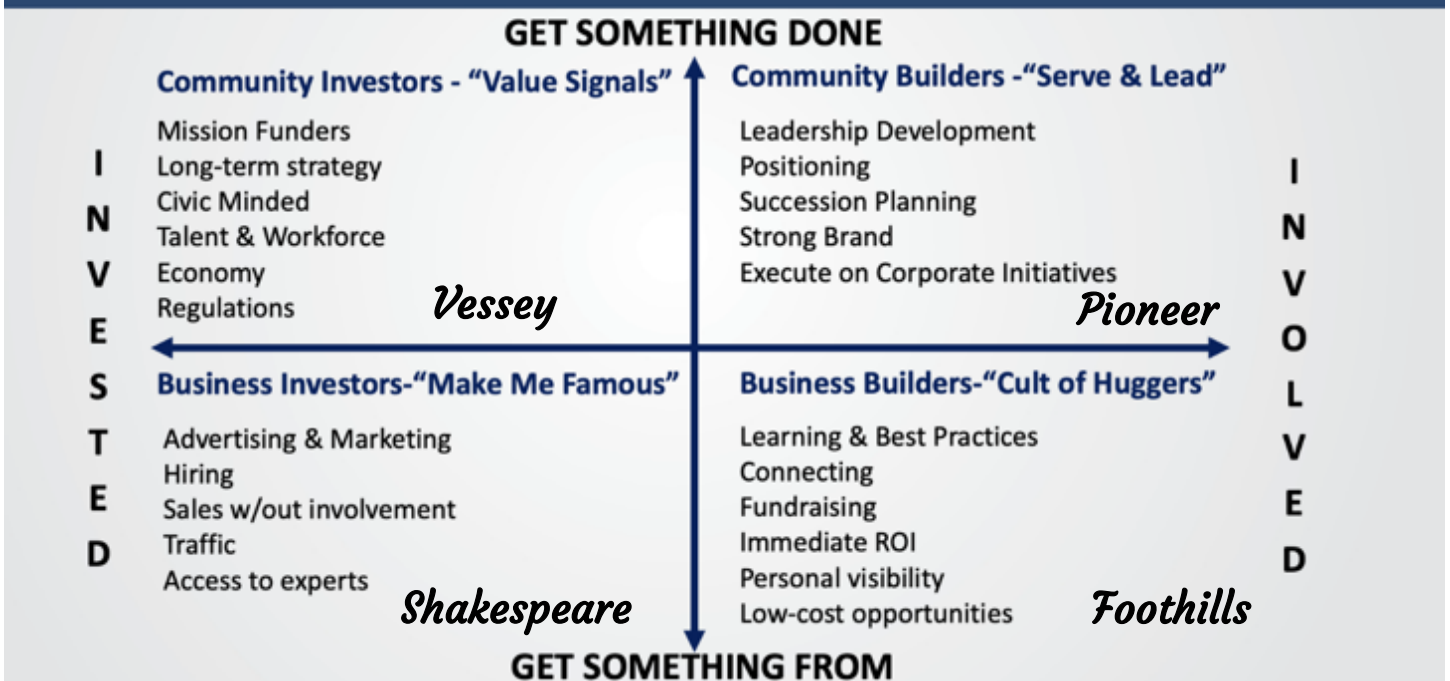 GET SOMETHING DONE
Community Investors - “Value Signals”
Mission Funders
Long-term strategy
Civic Minded
Talent & Workforce
Economy
Regulations
Vessey
Community Builders -“Serve & Lead”
Leadership Development
Positioning
Succession Planning
Strong Brand
Execute on Corporate Initiatives
Pioneer
INVESTED
INVOLVED
Business Investors-“Make Me Famous”
Advertising & Marketing
Hiring
Sales w/out involvement
Traffic
Access to experts
Shakespeare
Business Builders-“Cult of Huggers”
Learning & Best Practices
Connecting
Fundraising
Immediate ROI
Personal visibility
Low-cost opportunities
Foothills
GET SOMETHING FROM